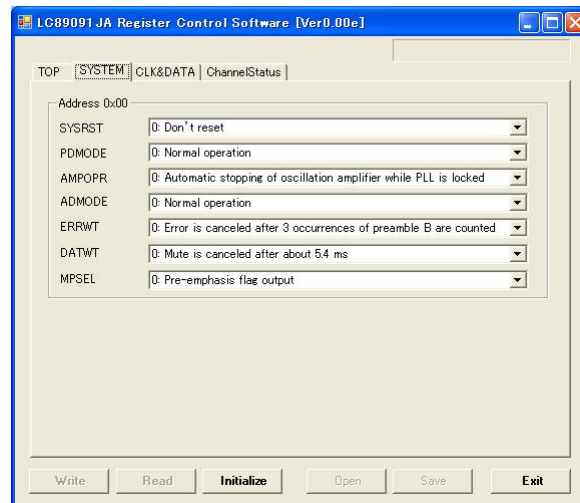 LC89091JA Register Control Software [Ver0.00e]
TOP SYSTEM CLK&DATA ChannelStatus
Address 0x00
SYSRST 0: Don't reset
PDMODE 0: Normal operation
AMPOPR 0: Automatic stopping of oscillation amplifier while PLL is locked
ADMODE 0: Normal operation
ERRWT 0: Error is canceled after 3 occurrences of preamble B are counted
DATWT 0: Mute is canceled after about 5.4 ms
MPSEL 0: Pre-emphasis flag output
Write Read Initialize Open Save Exit